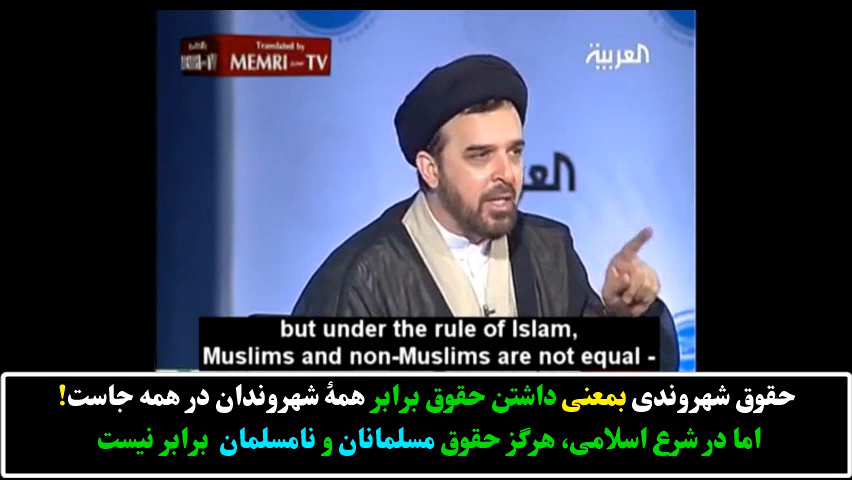 Translated by
MEMRI TV
العربية
but under the rule of Islam,
Muslims and non-Muslims are not equal -
حقوق شهروندی بمعنی داشتن حقوق برابر همۀ شهروندان در همه جاست!
اما در شرع اسلامی، هرگز حقوق مسلمانان و نامسلمان برابر نیست